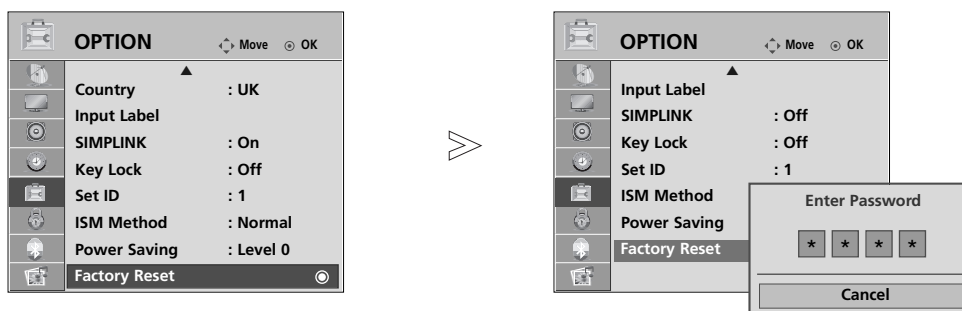 OPTION Move OK
Country : UK
Input Label
SIMPLINK : On
Key Lock : Off
Set ID : 1
ISM Method : Normal
Power Saving : Level 0
Factory Reset
OPTION Move OK
Input Label
SIMPLINK : Off
Key Lock : Off
Set ID : 1
ISM Method
Power Saving
Factory Reset
Enter Password
* * * *
Cancel